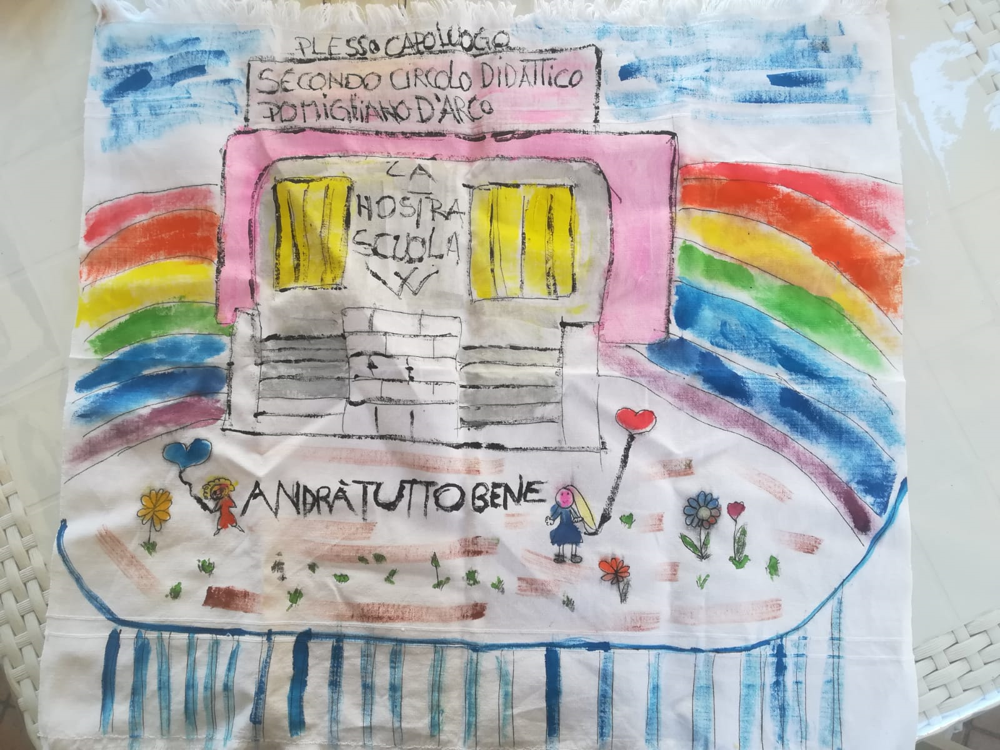 PLESSO CAPOLUOGO
SECONDO CIRCOLO DIDATTICO
POMIGLIANO D'ARCO
LA
NOSTRA
SCUOLA
ANDRÀ TUTTO BENE